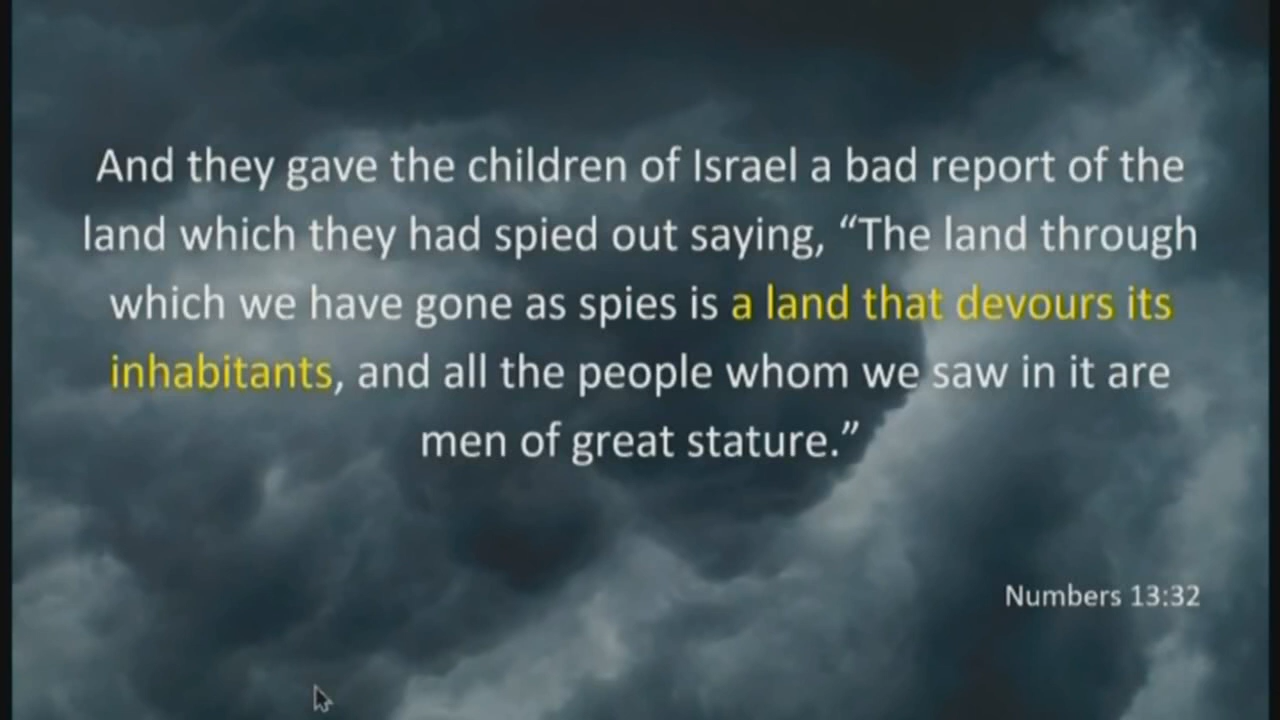 And they gave the children of Israel a bad report of the
land which they had spied out saying, “The land through
which we have gone as spies is a land that devours its
inhabitants, and all the people whom we saw in it are
men of great stature.”
Numbers 13:32